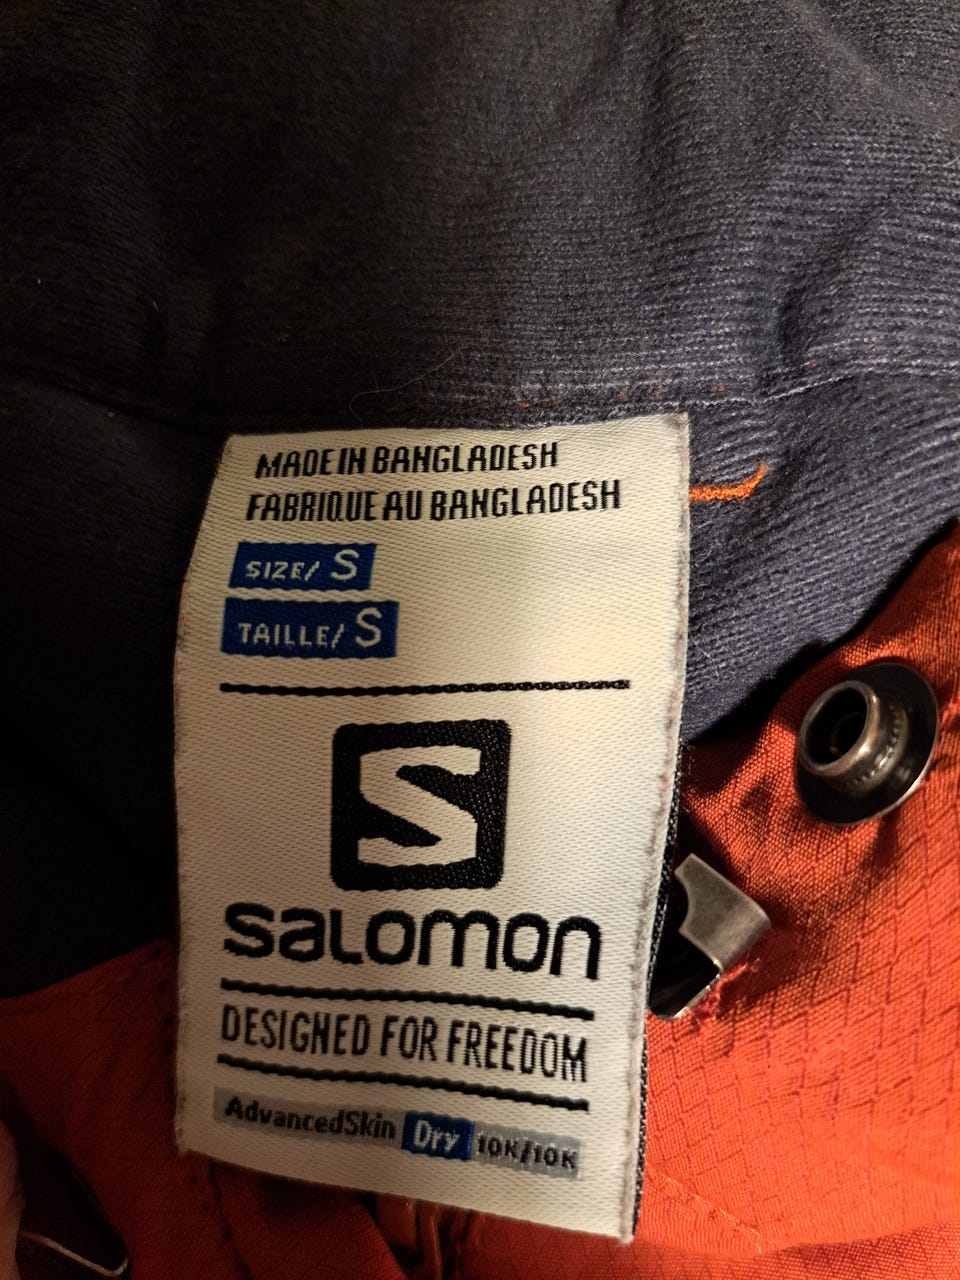 MADE IN BANGLADESH
FABRIQUE AU BANGLADESH
SIZE/ S
TAILLE/ S
S
SALOMON
DESIGNED FOR FREEDOM
AdvancedSkin Dry 10K/10K